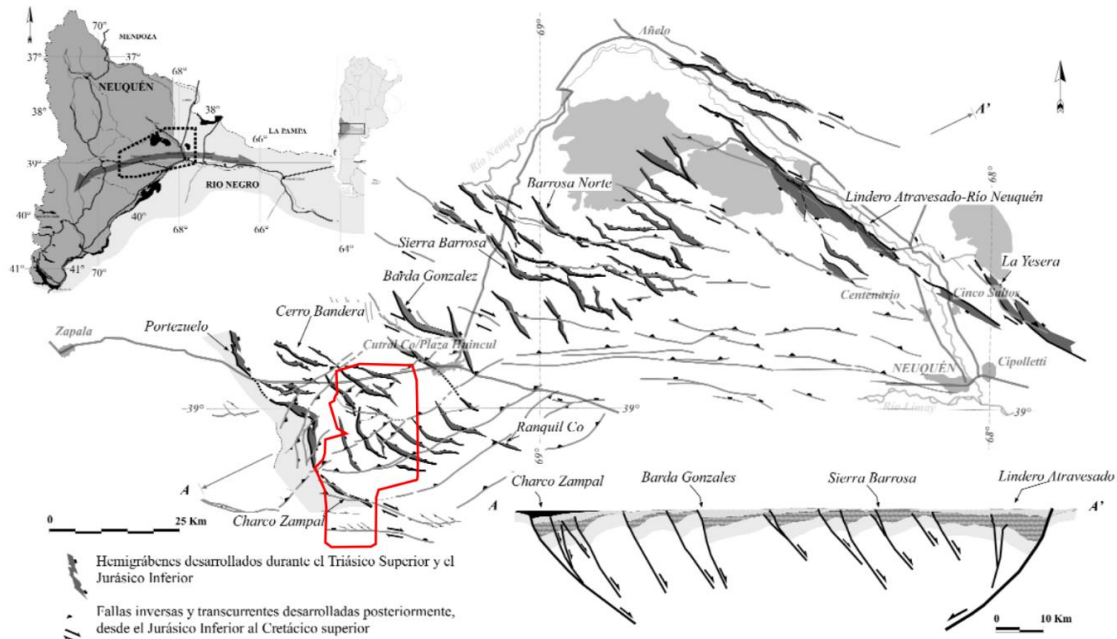 70°
MENDOZA
37°
37°
68°
NEUQUÉN
38°
38°
LA PAMPA
66°
39°
39°
RIO NEGRO
40°
40°
68°
66°
64°
41°
41°
70°
69°
Añelo
A'
Río Neuquén
Barrosa Norte
68°
Lindero Atravesado-Río Neuquén
Sierra Barrosa
La Yesera
Barda Gonzalez
Centenario
Cinco Saltos
Cerro Bandera
Portezuelo
Zapala
Cutral Co/Plaza Huincul
NEUQUÉN
Cipolletti
39°
Río Limay
39°
Ranquil Co
69°
68°
A
Charco Zampal
0 25 Km
Hemigrábenes desarrollados durante el Triásico Superior y el
Jurásico Inferior
Fallas inversas y transcurrentes desarrolladas posteriormente,
desde el Jurásico Inferior al Cretácico superior
Charco Zampal
Barda Gonzales
Sierra Barrosa
Lindero Atravesado
A
A'
0 10 Km